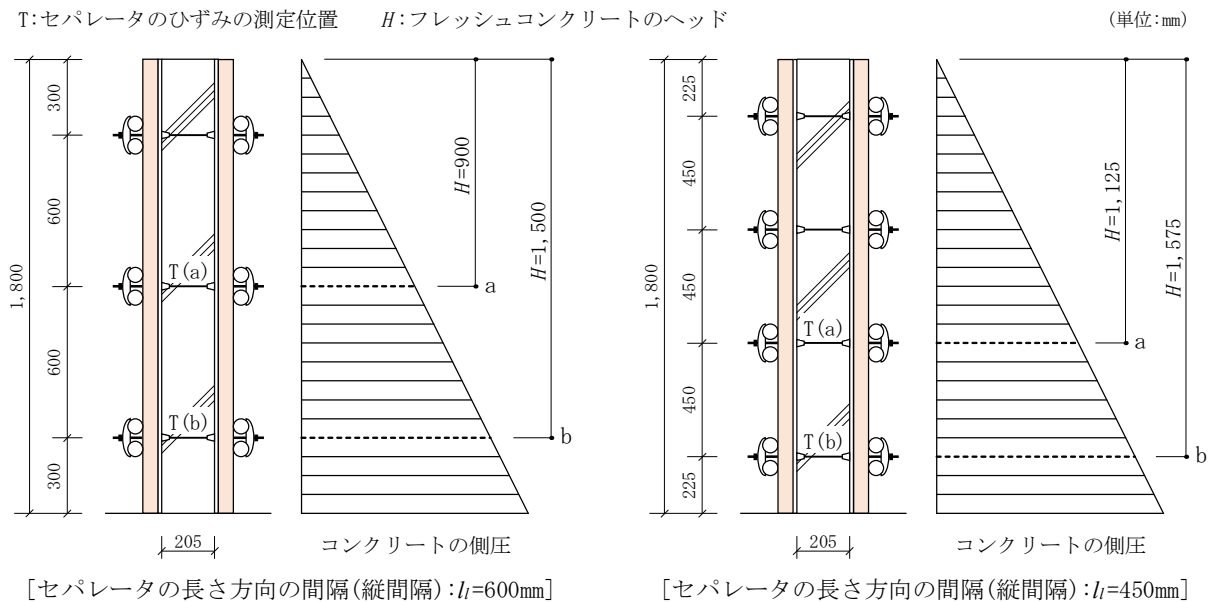 T:セパレータのひずみの測定位置　H:フレッシュコンクリートのヘッド
(単位:mm)
1,800
300
600
600
300
T(a)
T(b)
205
H=900
H=1,500
a
b
コンクリートの側圧
[セパレータの長さ方向の間隔(縦間隔):ll=600mm]
1,800
225
450
450
450
225
T(a)
T(b)
205
H=1,125
H=1,575
a
b
コンクリートの側圧
[セパレータの長さ方向の間隔(縦間隔):ll=450mm]